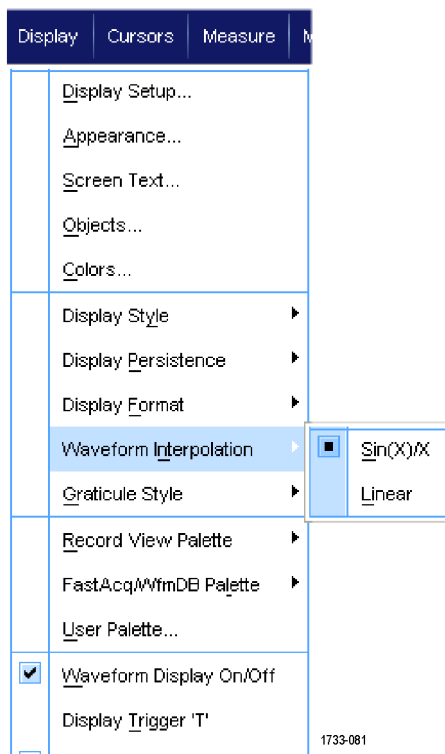 Display Cursors Measure
Display Setup...
Appearance...
Screen Text...
Objects...
Colors...
Display Style
Display Persistence
Display Format
Waveform Interpolation
Sin(X)/X
Graticule Style
Linear
Record View Palette
FastAcq/WfmDB Palette
User Palette...
Waveform Display On/Off
Display Trigger 'T'
1733-081